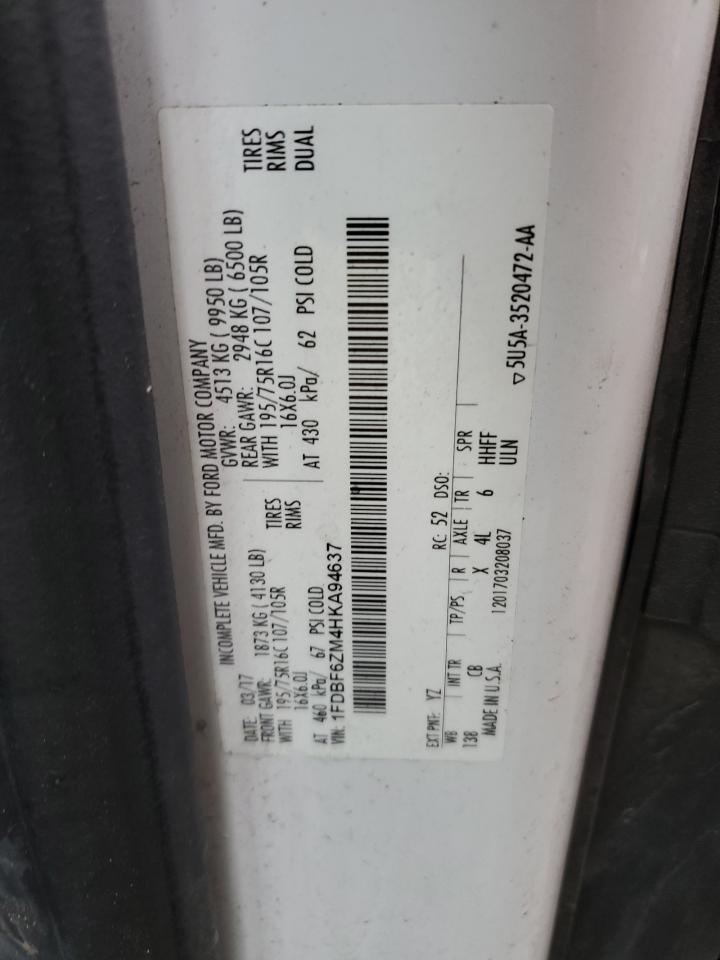 INCOMPLETE VEHICLE MFD. BY FORD MOTOR COMPANY
DATE: 03/17 GVWR: 4513 KG ( 9950 LB)
FRONT GAWR: 1873 KG ( 4130 LB) REAR GAWR: 2948 KG ( 6500 LB)
WITH 195/75R16C 107/105R TIRES WITH 195/75R16C 107/105R TIRES
16X6.0J RIMS 16X6.0J RIMS
AT 460 kPa/ 67 PSI COLD AT 430 kPa/ 62 PSI COLD DUAL
VIN: 1FDBF6ZM4HKA94637
EXT PNT: YZ RC: 52 DSO:
WB INT TR TP/PS R AXLE TR SPR
138 CB X 4L 6 HHFF
MADE IN U.S.A. 1201703208037 ULN
▽5U5A-3520472-AA